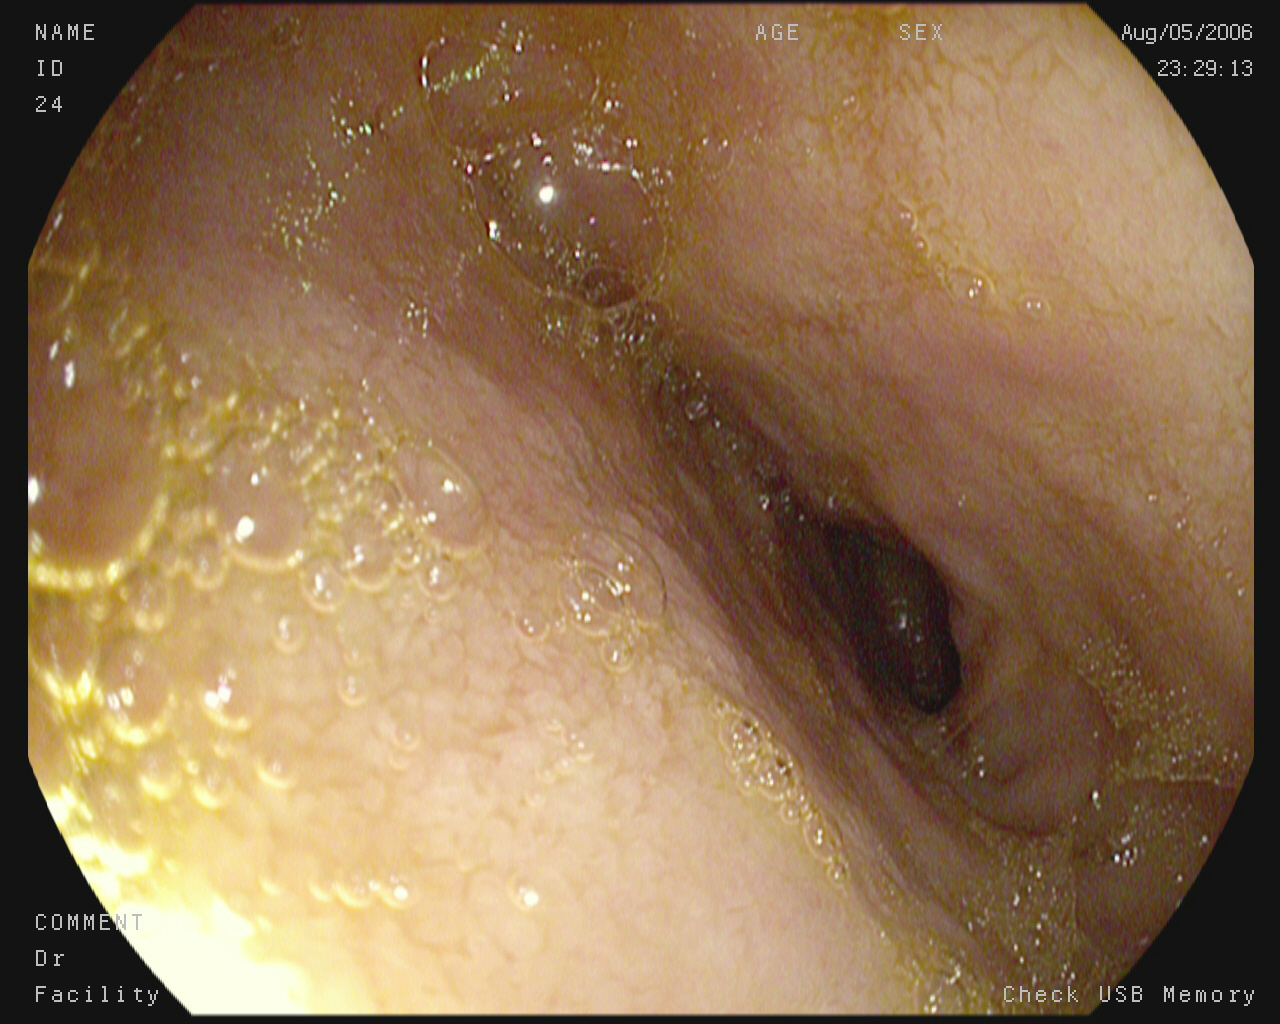 NAME AGE SEX Aug/05/2006
ID 23:29:13
24
COMMENT
Dr
Facility Check USB Memory